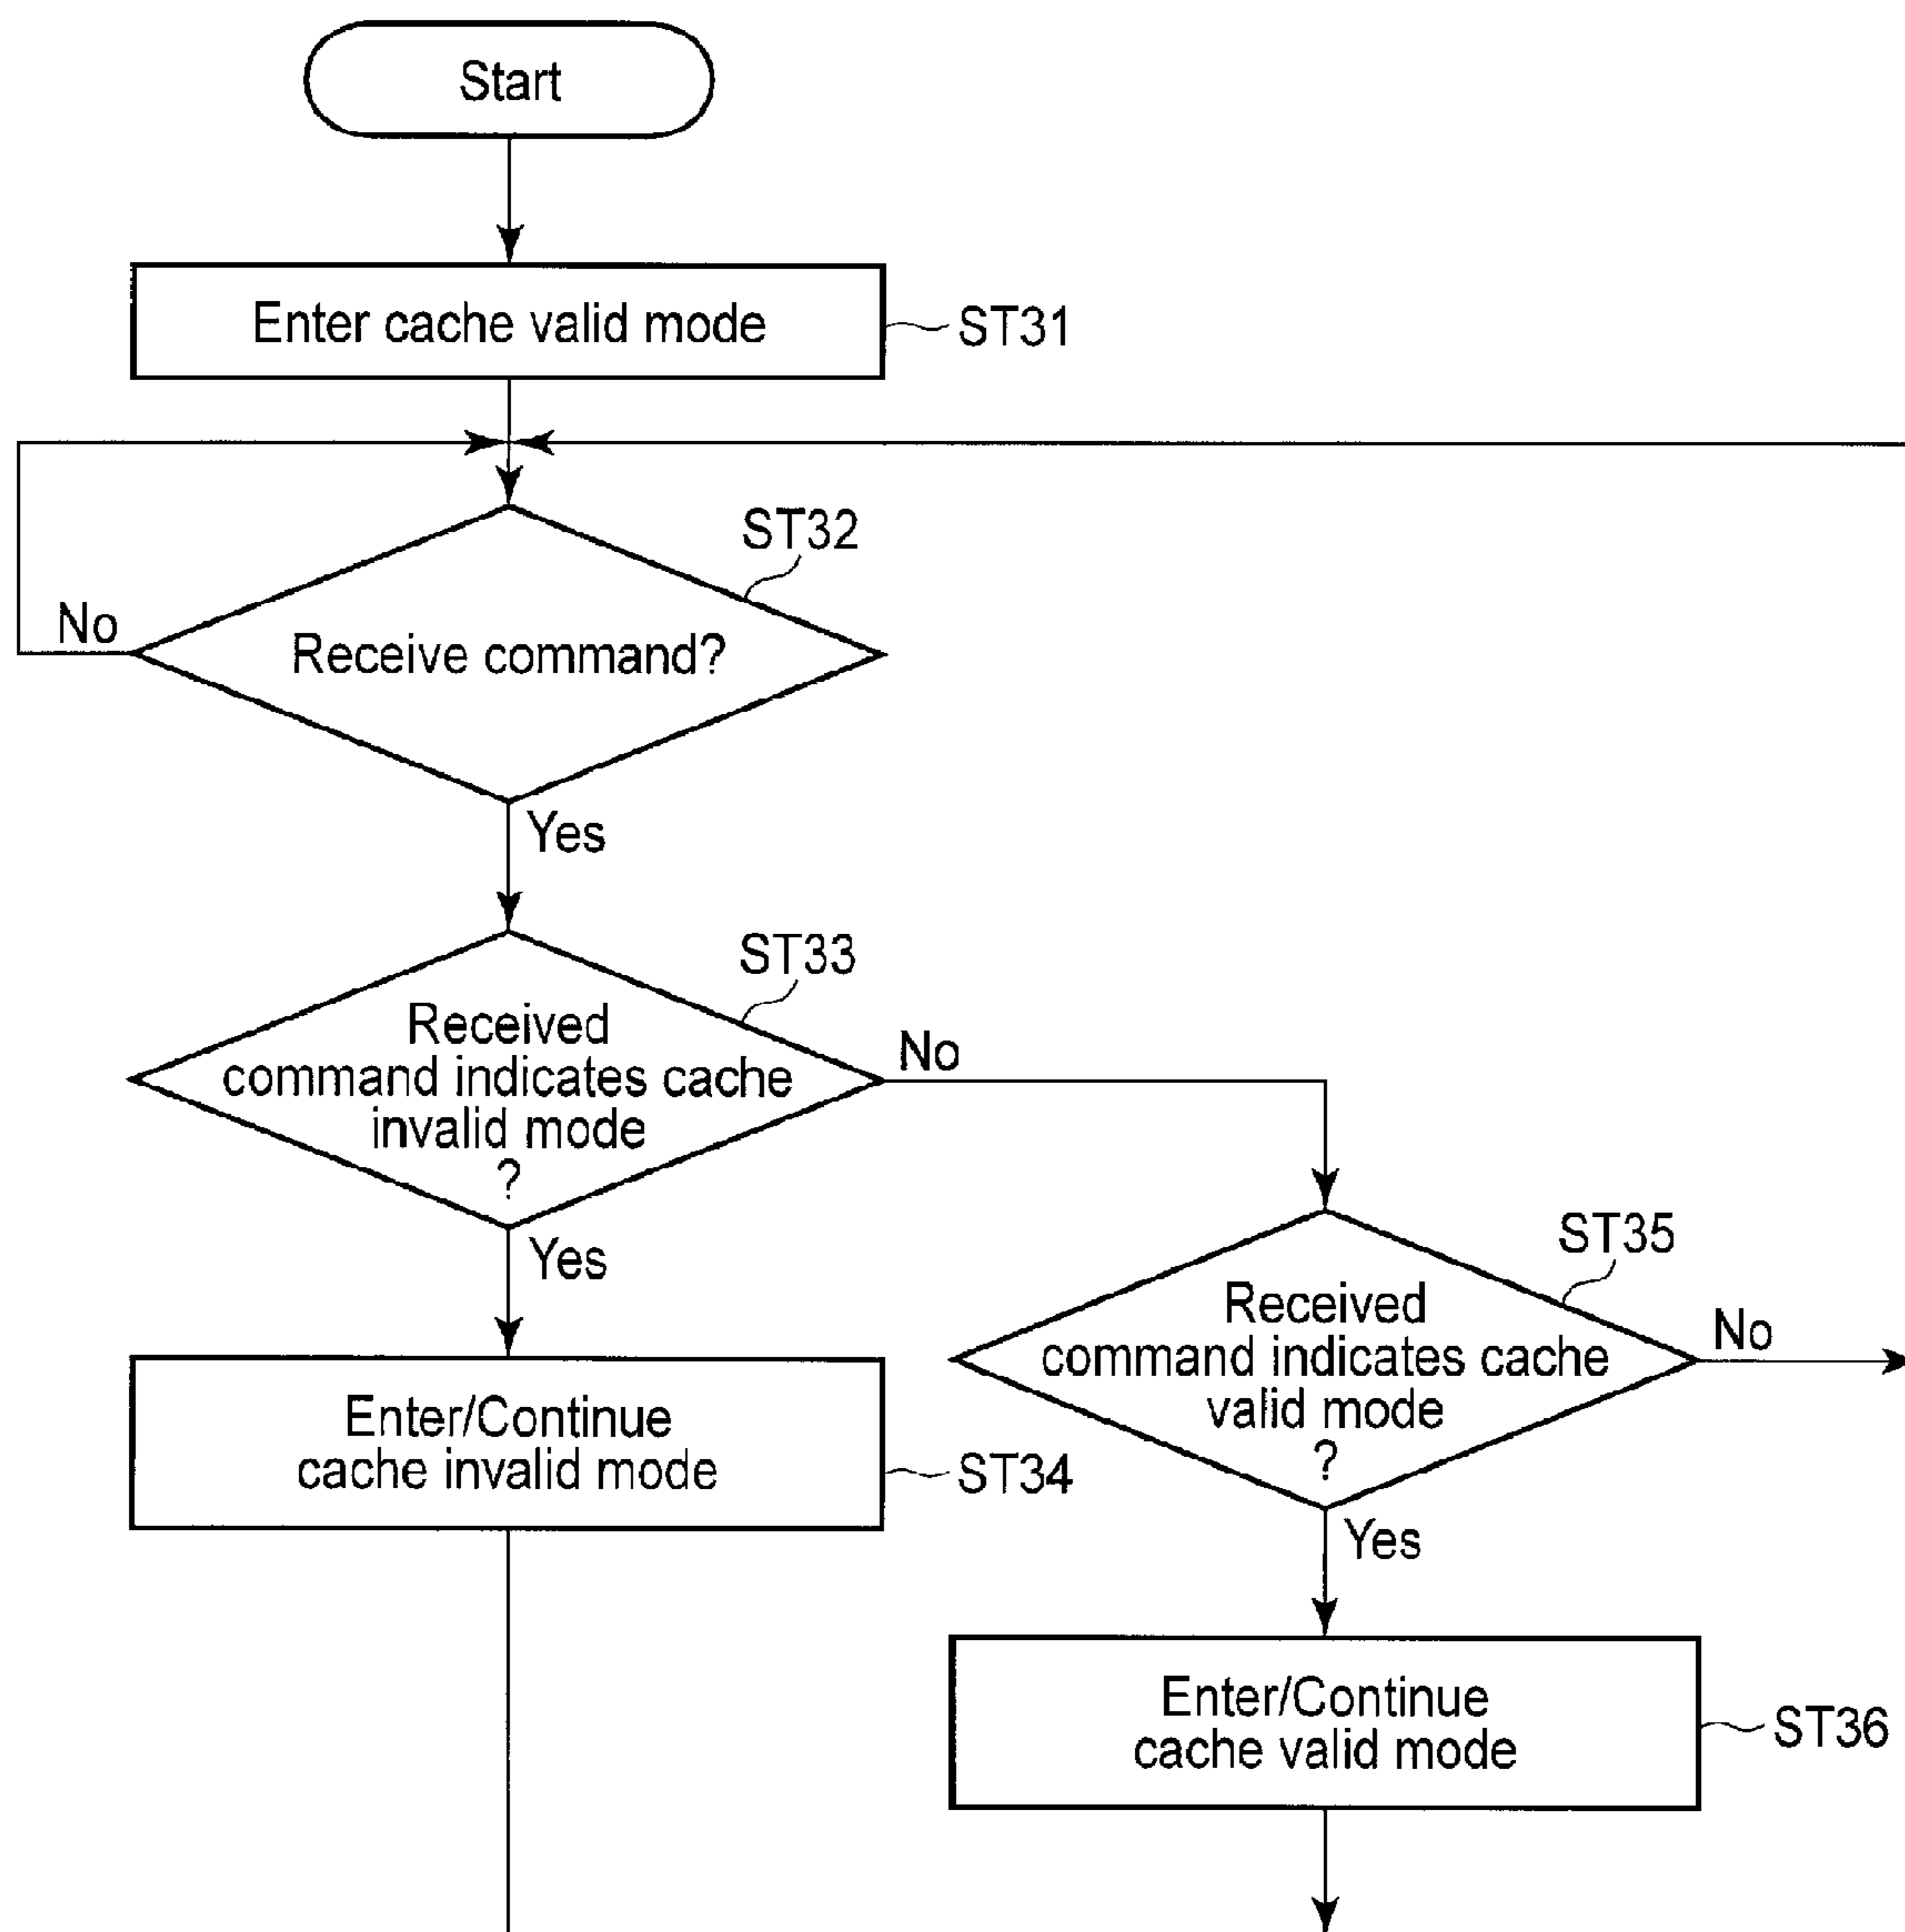 Start
Enter cache valid mode
ST31
ST32
No
Receive command?
Yes
ST33
Received
command indicates cache
invalid mode
?
No
Yes
ST35
Received
command indicates cache
valid mode
?
No
Enter/Continue
cache invalid mode
ST34
Yes
Enter/Continue
cache valid mode
ST36